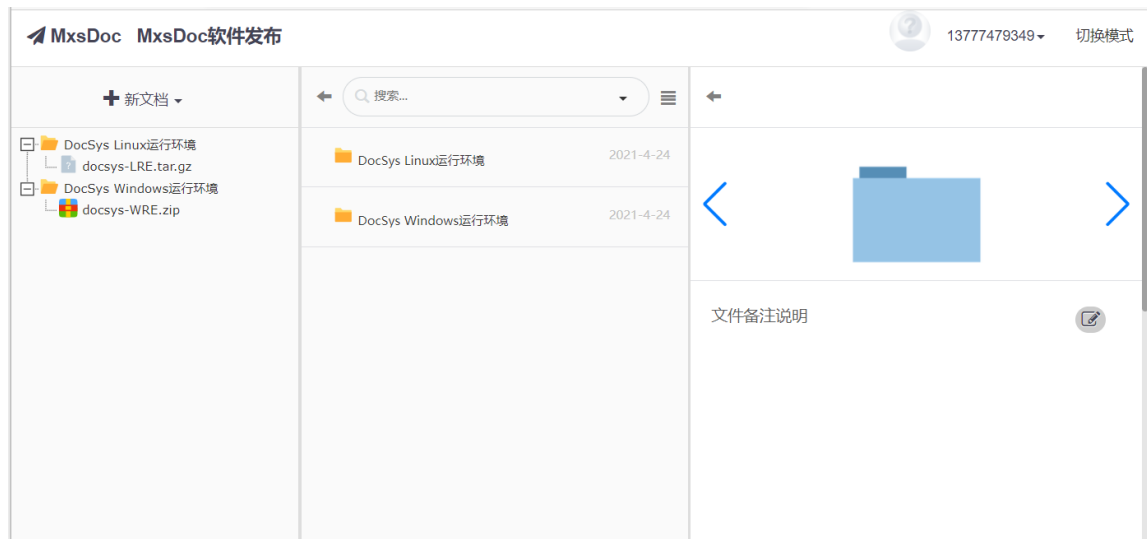 MxsDoc MxsDoc软件发布
13777479349
切换模式
新文档
DocSys Linux运行环境
docsys-LRE.tar.gz
DocSys Windows运行环境
docsys-WRE.zip
搜索...
DocSys Linux运行环境 2021-4-24
DocSys Windows运行环境 2021-4-24
文件备注说明